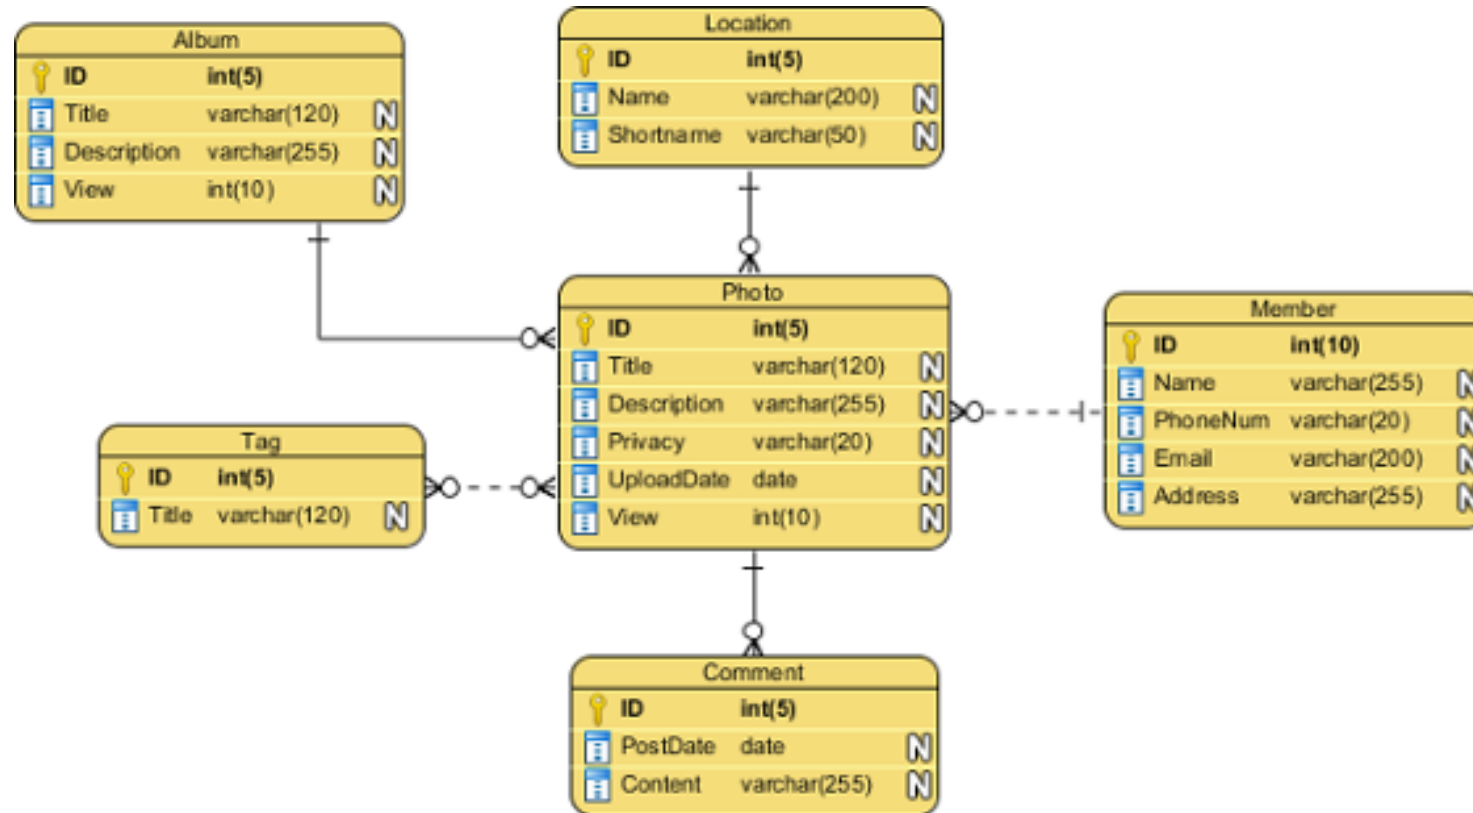 Album
ID int(5)
Title varchar(120) N
Description varchar(255) N
View int(10) N
Location
ID int(5)
Name varchar(200) N
Shortname varchar(50) N
Photo
ID int(5)
Title varchar(120) N
Description varchar(255) N
Privacy varchar(20) N
UploadDate date N
View int(10) N
Member
ID int(10)
Name varchar(255) N
PhoneNum varchar(20) N
Email varchar(200) N
Address varchar(255) N
Tag
ID int(5)
Title varchar(120) N
Comment
ID int(5)
PostDate date N
Content varchar(255) N